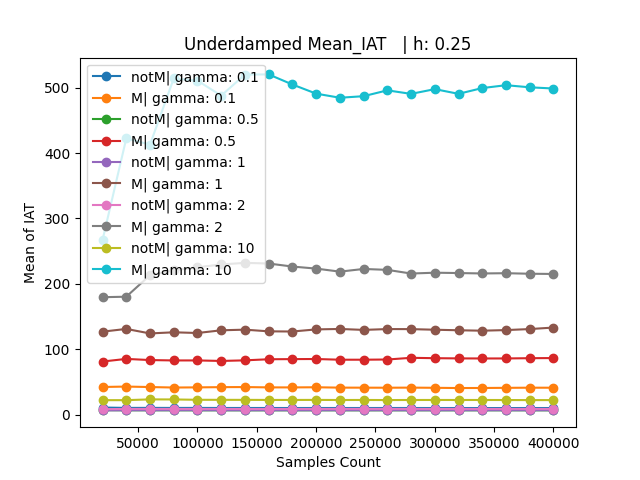 Underdamped Mean_IAT   | h: 0.25
Mean of IAT
500
400
300
200
100
0
notM| gamma: 0.1
M| gamma: 0.1
notM| gamma: 0.5
M| gamma: 0.5
notM| gamma: 1
M| gamma: 1
notM| gamma: 2
M| gamma: 2
notM| gamma: 10
M| gamma: 10
50000 100000 150000 200000 250000 300000 350000 400000
Samples Count